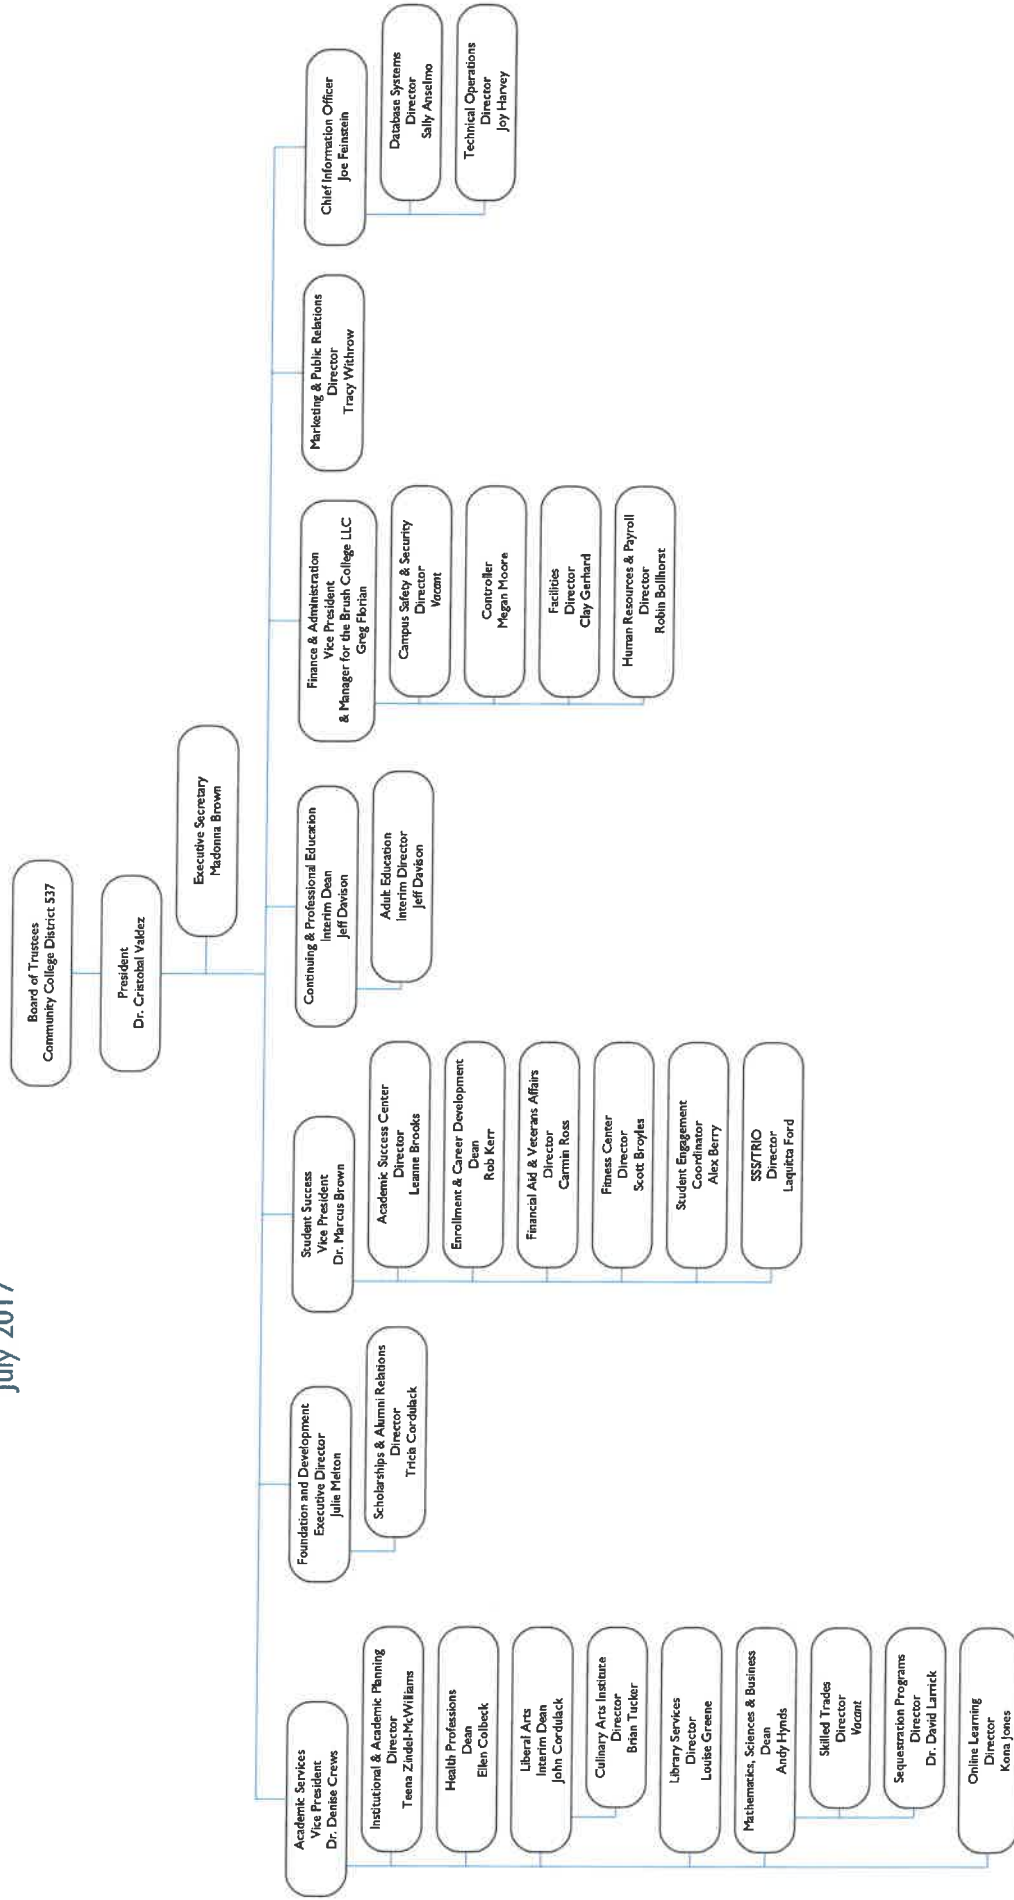 July 2017
Board of Trustees
Community College District 537
President
Dr. Cristobal Valdez
Executive Secretary
Madonna Brown
Academic Services
Vice President
Dr. Denise Crews
Institutional & Academic Planning
Director
Teena Zindel-McWilliams
Health Professions
Dean
Ellen Colbeck
Liberal Arts
Interim Dean
John Cordulack
Culinary Arts Institute
Director
Brian Tucker
Library Services
Director
Louise Greene
Mathematics, Sciences & Business
Dean
Andy Hynds
Skilled Trades
Director
Vacant
Sequestration Programs
Director
Dr. David Larrick
Online Learning
Director
Kona Jones
Foundation and Development
Executive Director
Julie Melton
Scholarships & Alumni Relations
Director
Tricia Cordulack
Student Success
Vice President
Dr. Marcus Brown
Academic Success Center
Director
Leanne Brooks
Enrollment & Career Development
Dean
Rob Kerr
Financial Aid & Veterans Affairs
Director
Carmin Ross
Fitness Center
Director
Scott Broyles
Student Engagement
Coordinator
Alex Berry
SSS/TRIO
Director
Laquitta Ford
Continuing & Professional Education
Interim Dean
Jeff Davison
Adult Education
Interim Director
Jeff Davison
Finance & Administration
Vice President
& Manager for the Brush College LLC
Greg Florian
Campus Safety & Security
Director
Vacant
Controller
Megan Moore
Facilities
Director
Clay Gerhard
Human Resources & Payroll
Director
Robin Bollhorst
Marketing & Public Relations
Director
Tracy Withrow
Chief Information Officer
Joe Feinstein
Database Systems
Director
Sally Anselmo
Technical Operations
Director
Joy Harvey